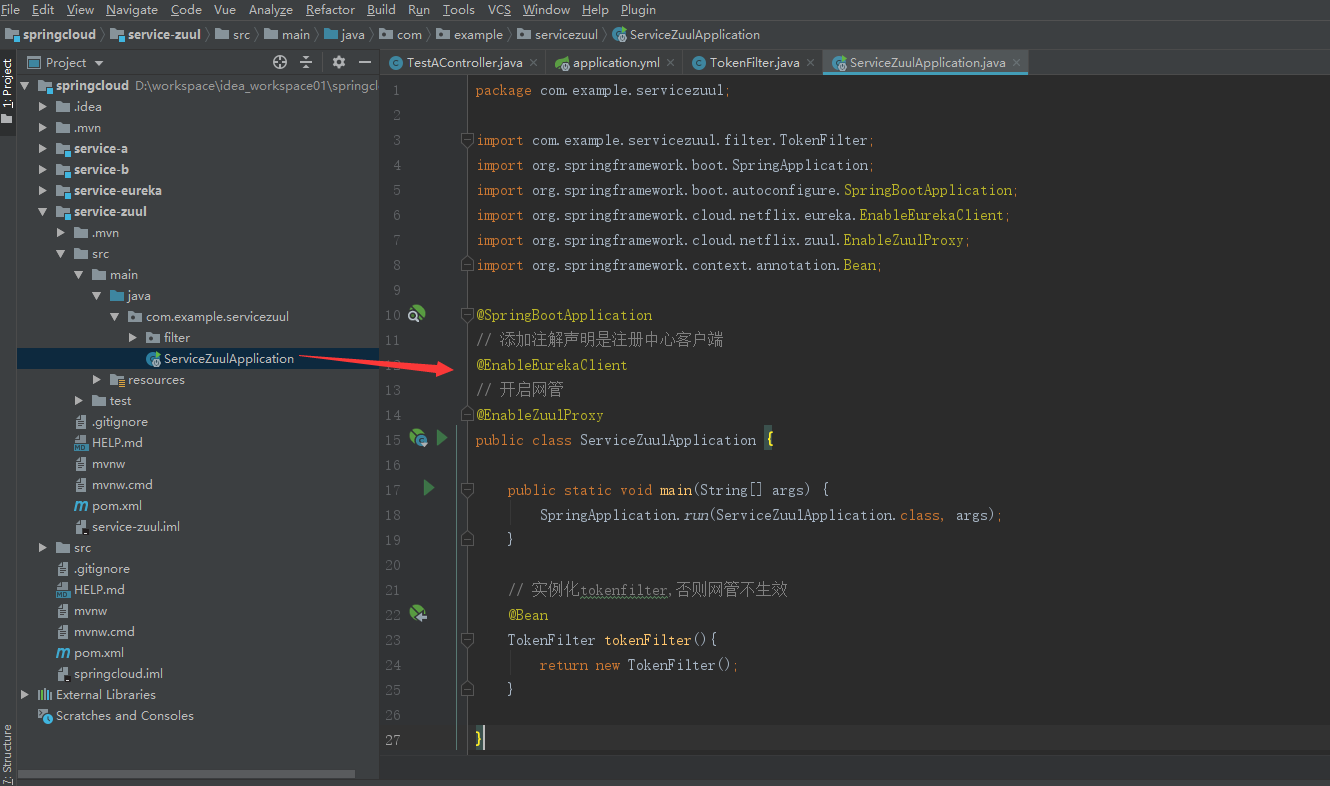 File Edit View Navigate Code Vue Analyze Refactor Build Run Tools VCS Window Help Plugin
springcloud service-zuul src main java com example servicezuul ServiceZuulApplication
1: Project
7: Structure
Project
springcloud D:\workspace\idea_workspace01\springcl
.idea
.mvn
service-a
service-b
service-eureka
service-zuul
.mvn
src
main
java
com.example.servicezuul
filter
ServiceZuulApplication
resources
test
.gitignore
HELP.md
mvnw
mvnw.cmd
pom.xml
service-zuul.iml
src
.gitignore
HELP.md
mvnw
mvnw.cmd
pom.xml
springcloud.iml
External Libraries
Scratches and Consoles
TestAController.java application.yml TokenFilter.java ServiceZuulApplication.java
1 package com.example.servicezuul;
2
3 import com.example.servicezuul.filter.TokenFilter;
4 import org.springframework.boot.SpringApplication;
5 import org.springframework.boot.autoconfigure.SpringBootApplication;
6 import org.springframework.cloud.netflix.eureka.EnableEurekaClient;
7 import org.springframework.cloud.netflix.zuul.EnableZuulProxy;
8 import org.springframework.context.annotation.Bean;
9
10 @SpringBootApplication
11 // 添加注解声明是注册中心客户端
12 @EnableEurekaClient
13 // 开启网管
14 @EnableZuulProxy
15 public class ServiceZuulApplication {
16
17 public static void main(String[] args) {
18 SpringApplication.run(ServiceZuulApplication.class, args);
19 }
20
21 // 实例化tokenfilter,否则网管不生效
22 @Bean
23 TokenFilter tokenFilter(){
24 return new TokenFilter();
25 }
26
27 }